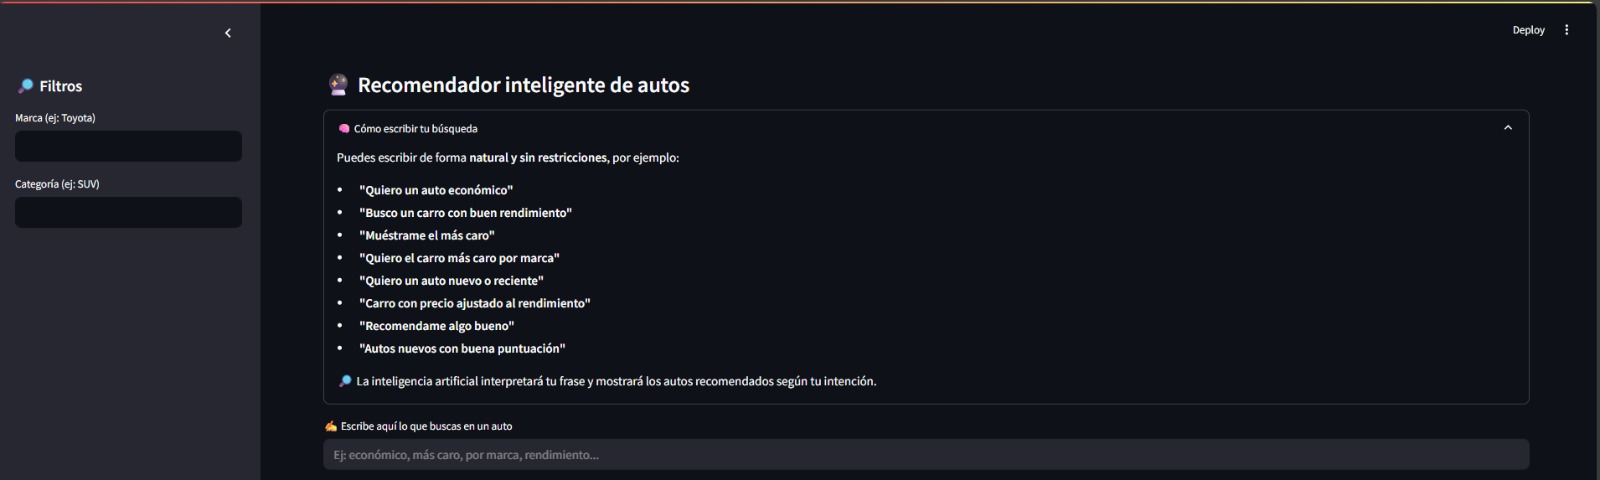 Deploy
🔎 Filtros
Marca (ej: Toyota)
Categoría (ej: SUV)
🔮 Recomendador inteligente de autos
🧠 Cómo escribir tu búsqueda
Puedes escribir de forma natural y sin restricciones, por ejemplo:
• "Quiero un auto económico"
• "Busco un carro con buen rendimiento"
• "Muéstrame el más caro"
• "Quiero el carro más caro por marca"
• "Quiero un auto nuevo o reciente"
• "Carro con precio ajustado al rendimiento"
• "Recomendame algo bueno"
• "Autos nuevos con buena puntuación"
🔎 La inteligencia artificial interpretará tu frase y mostrará los autos recomendados según tu intención.
✍️ Escribe aquí lo que buscas en un auto
Ej: económico, más caro, por marca, rendimiento...